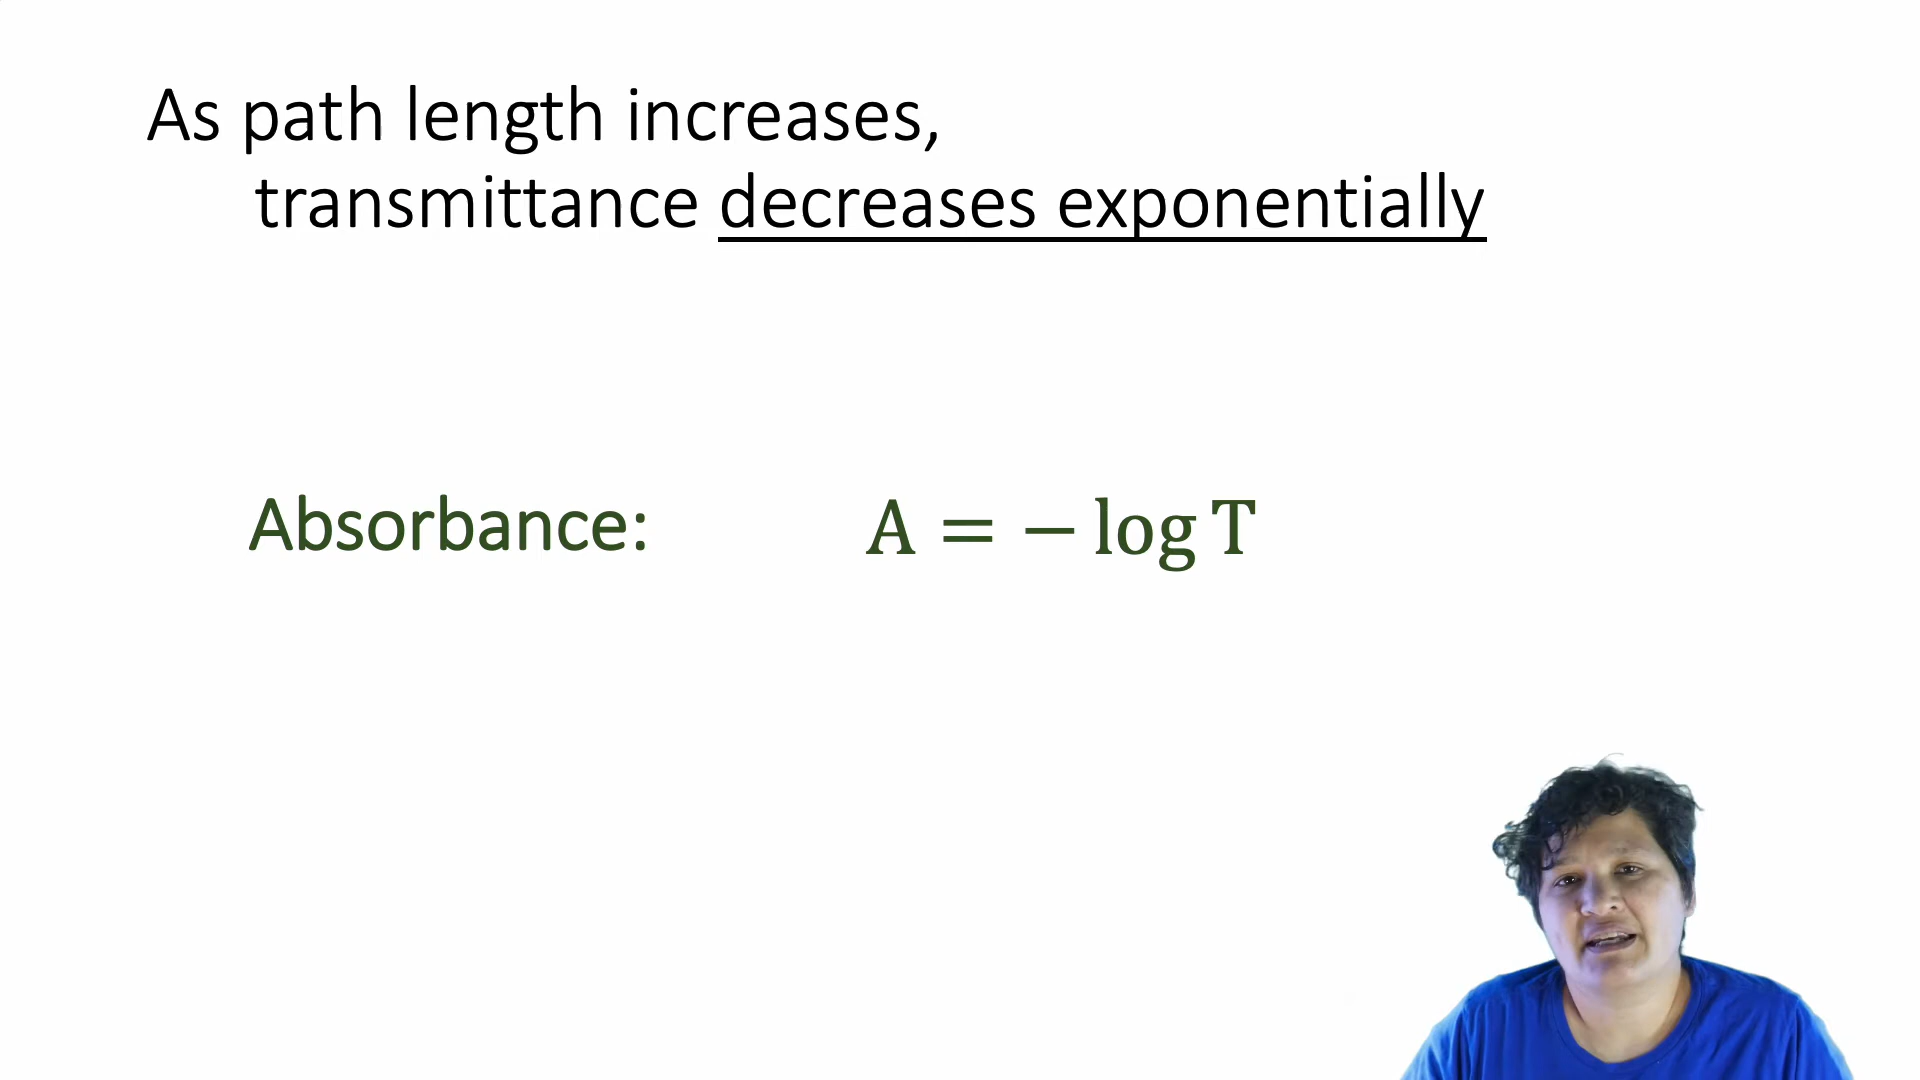 As path length increases,
transmittance decreases exponentially
Absorbance: A = − log T